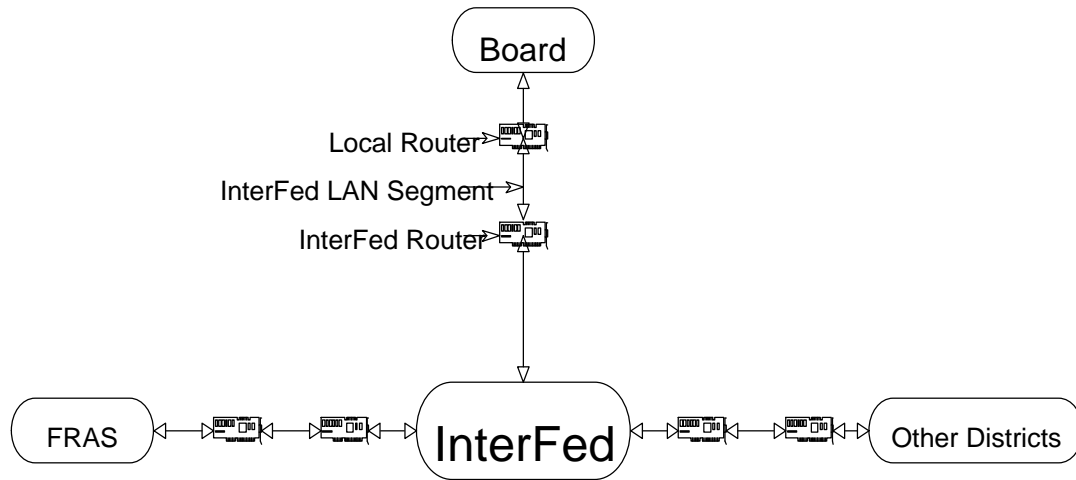 Board
Local Router
InterFed LAN Segment
InterFed Router
FRAS
InterFed
Other Districts